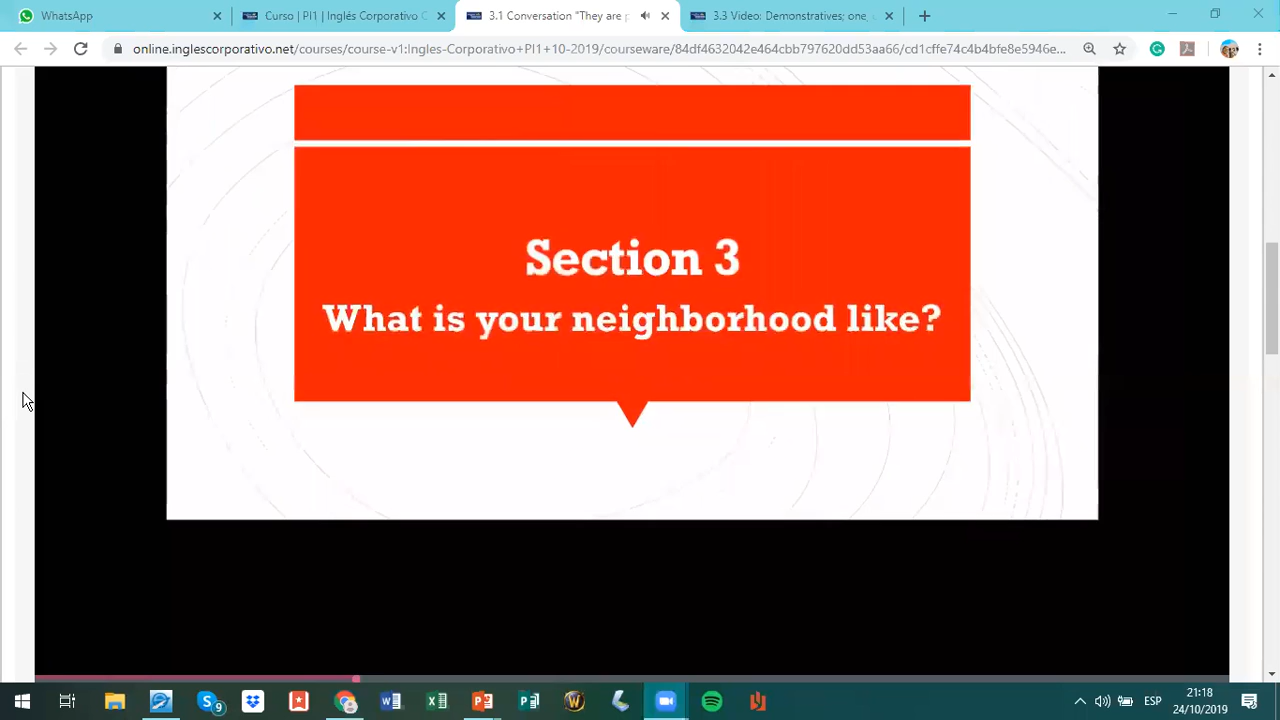 WhatsApp
Curso | PI1 | Inglés Corporativo C
3.1 Conversation "They are p
3.3 Video: Demonstratives; one,
online.inglescorporativo.net/courses/course-v1:Ingles-Corporativo+PI1+10-2019/courseware/84df4632042e464cbb797620dd53aa66/cd1cffe74c4b4bfe8e5946e...
Section 3
What is your neighborhood like?
9
ESP
21:18
24/10/2019